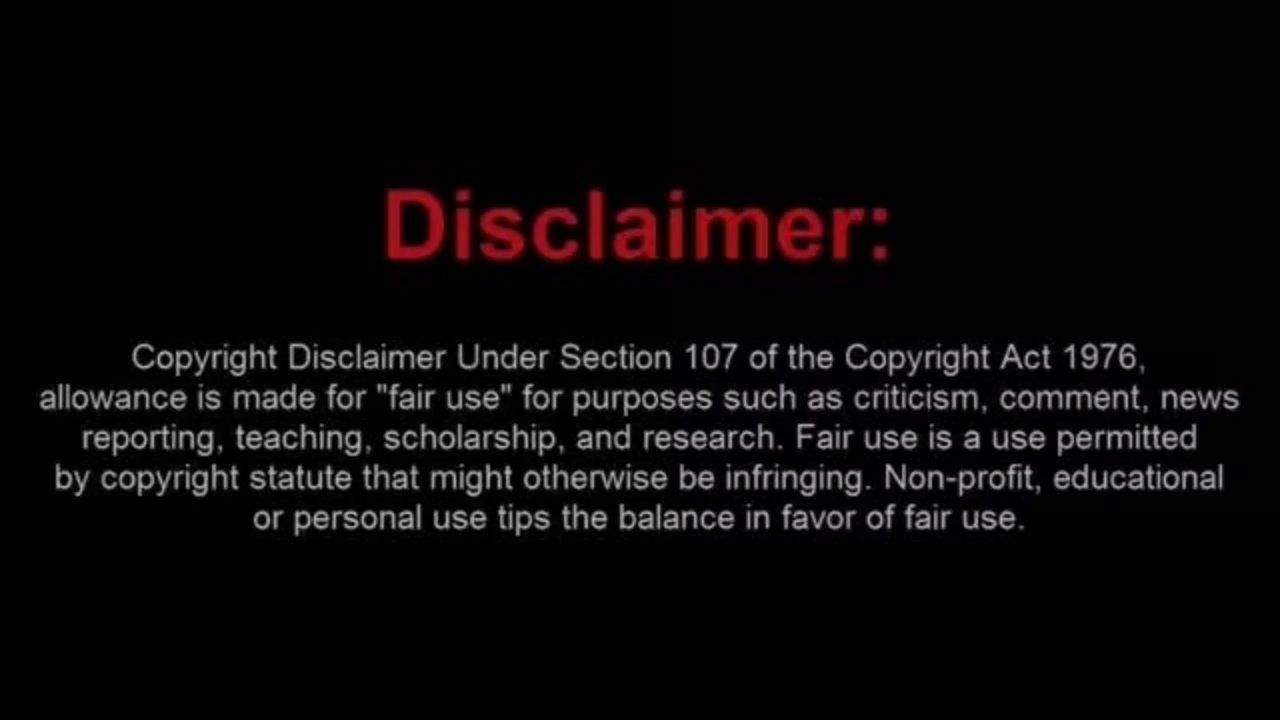 Disclaimer:
Copyright Disclaimer Under Section 107 of the Copyright Act 1976,
allowance is made for "fair use" for purposes such as criticism, comment, news
reporting, teaching, scholarship, and research. Fair use is a use permitted
by copyright statute that might otherwise be infringing. Non-profit, educational
or personal use tips the balance in favor of fair use.